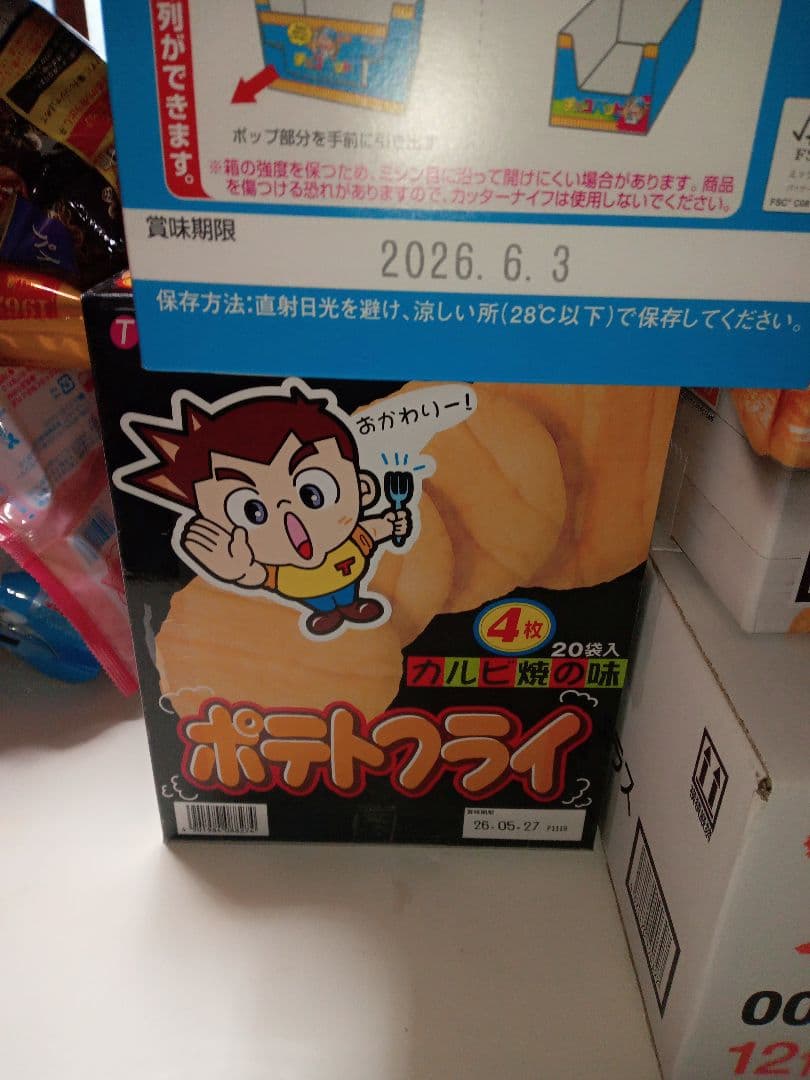 列ができます。
ポップ部分を手前に引き出す
※箱の強度を保つため、ミシン目に沿って開けにくい場合があります。商品
を傷つける恐れがありますので、カッターナイフは使用しないでください。
賞味期限
2026. 6. 3
保存方法:直射日光を避け、涼しい所(28℃以下)で保存してください。
T
おかわりー!
T
4枚
20袋入
カルビ焼の味
ポテトフライ
賞味期限
26.05.27
00